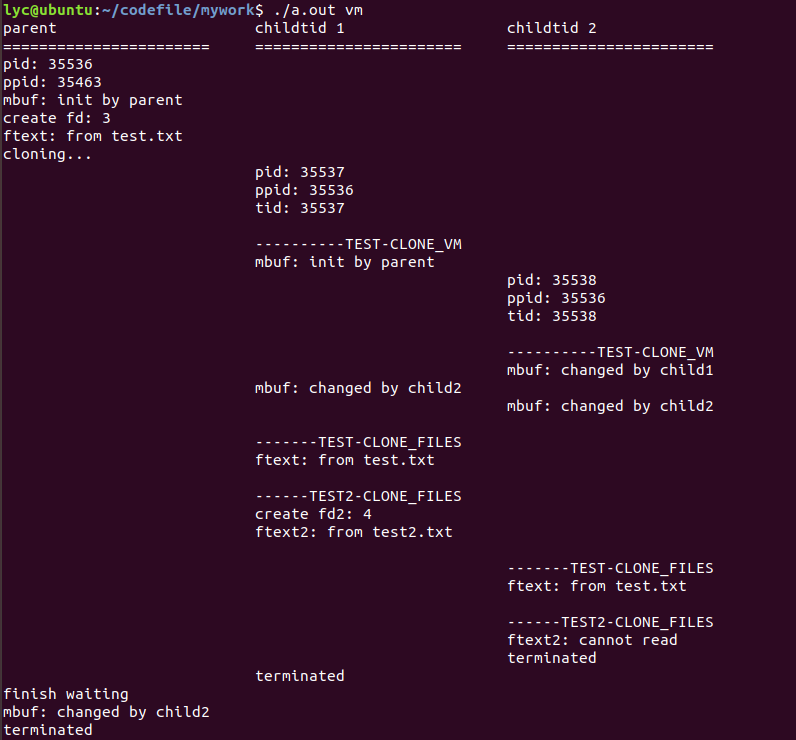 lyc@ubuntu:~/codefile/mywork$ ./a.out vm
parent childtid 1 childtid 2
======================= ======================= =======================
pid: 35536
ppid: 35463
mbuf: init by parent
create fd: 3
ftext: from test.txt
cloning...
pid: 35537
ppid: 35536
tid: 35537
----------TEST-CLONE_VM
mbuf: init by parent
pid: 35538
ppid: 35536
tid: 35538
----------TEST-CLONE_VM
mbuf: changed by child1
mbuf: changed by child2
mbuf: changed by child2
-------TEST-CLONE_FILES
ftext: from test.txt
------TEST2-CLONE_FILES
create fd2: 4
ftext2: from test2.txt
-------TEST-CLONE_FILES
ftext: from test.txt
------TEST2-CLONE_FILES
ftext2: cannot read
terminated
terminated
finish waiting
mbuf: changed by child2
terminated